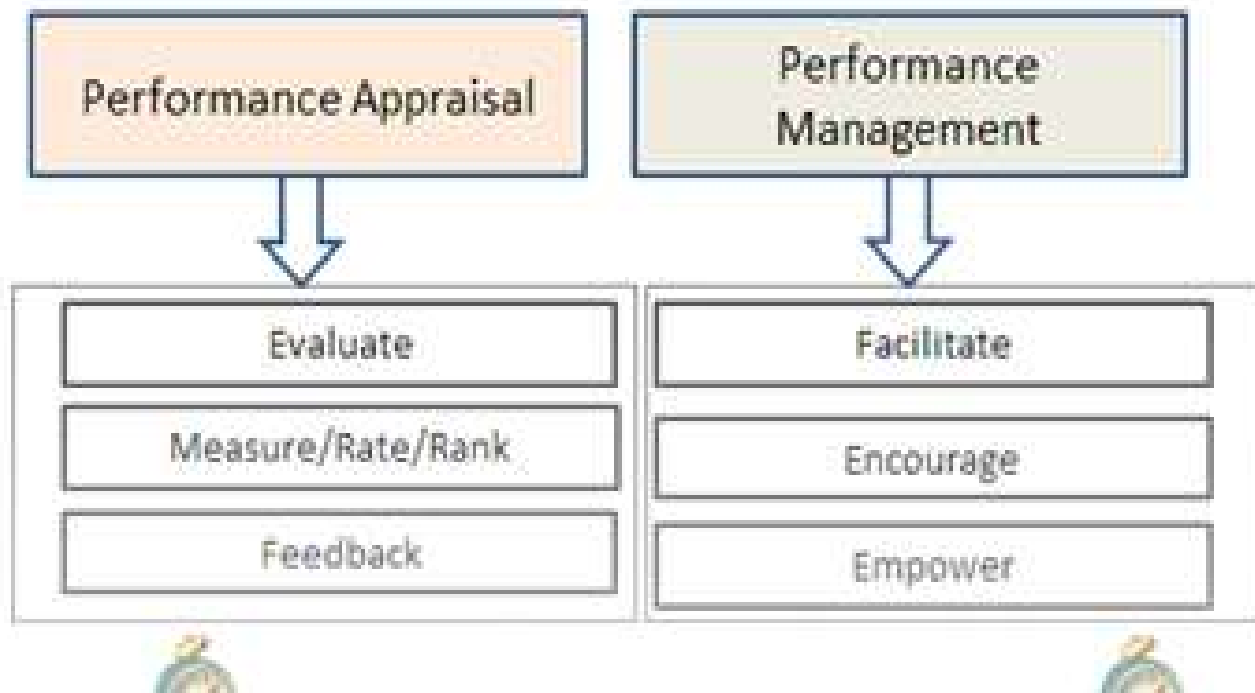 Performance Appraisal
Performance
Management
Evaluate
Measure/Rate/Rank
Feedback
Facilitate
Encourage
Empower